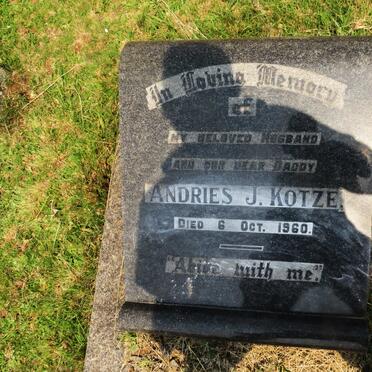 In Loving Memory
of
MY BELOVED HUSBAND
AND OUR DEAR DADDY
ANDRIES J. KOTZE.
DIED 6 OCT. 1960.
"Abide with me."